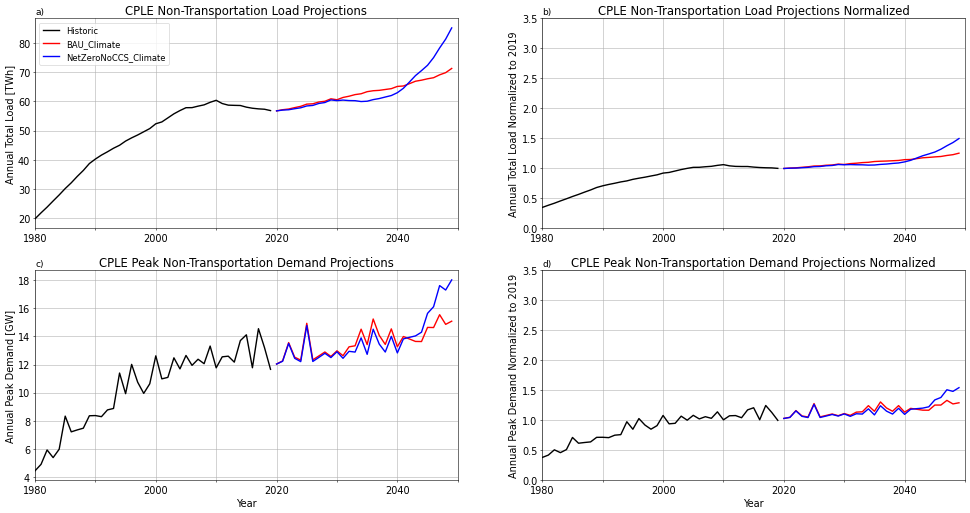 a)
CPLE Non-Transportation Load Projections
Annual Total Load [TWh]
80
70
60
50
40
30
20
Historic
BAU_Climate
NetZeroNoCCS_Climate
1980
2000
2020
2040
b)
CPLE Non-Transportation Load Projections Normalized
Annual Total Load Normalized to 2019
3.5
3.0
2.5
2.0
1.5
1.0
0.5
0.0
1980
2000
2020
2040
c)
CPLE Peak Non-Transportation Demand Projections
Annual Peak Demand [GW]
18
16
14
12
10
8
6
4
1980
2000
2020
2040
Year
d)
CPLE Peak Non-Transportation Demand Projections Normalized
Annual Peak Demand Normalized to 2019
3.5
3.0
2.5
2.0
1.5
1.0
0.5
0.0
1980
2000
2020
2040
Year